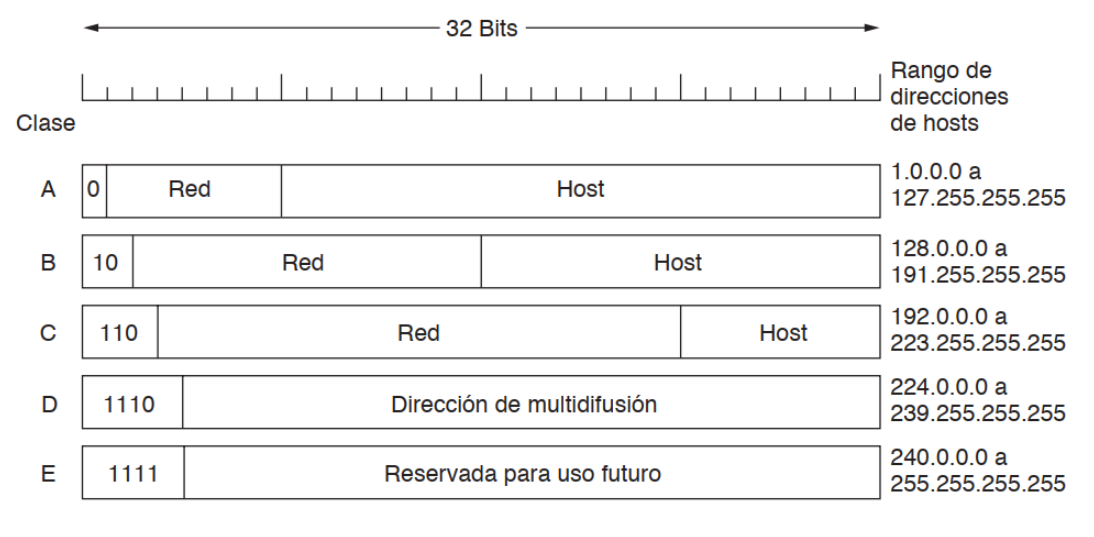 32 Bits
Rango de
direcciones
de hosts
Clase
A 0 Red Host 1.0.0.0 a
127.255.255.255
B 10 Red Host 128.0.0.0 a
191.255.255.255
C 110 Red Host 192.0.0.0 a
223.255.255.255
D 1110 Dirección de multidifusión 224.0.0.0 a
239.255.255.255
E 1111 Reservada para uso futuro 240.0.0.0 a
255.255.255.255